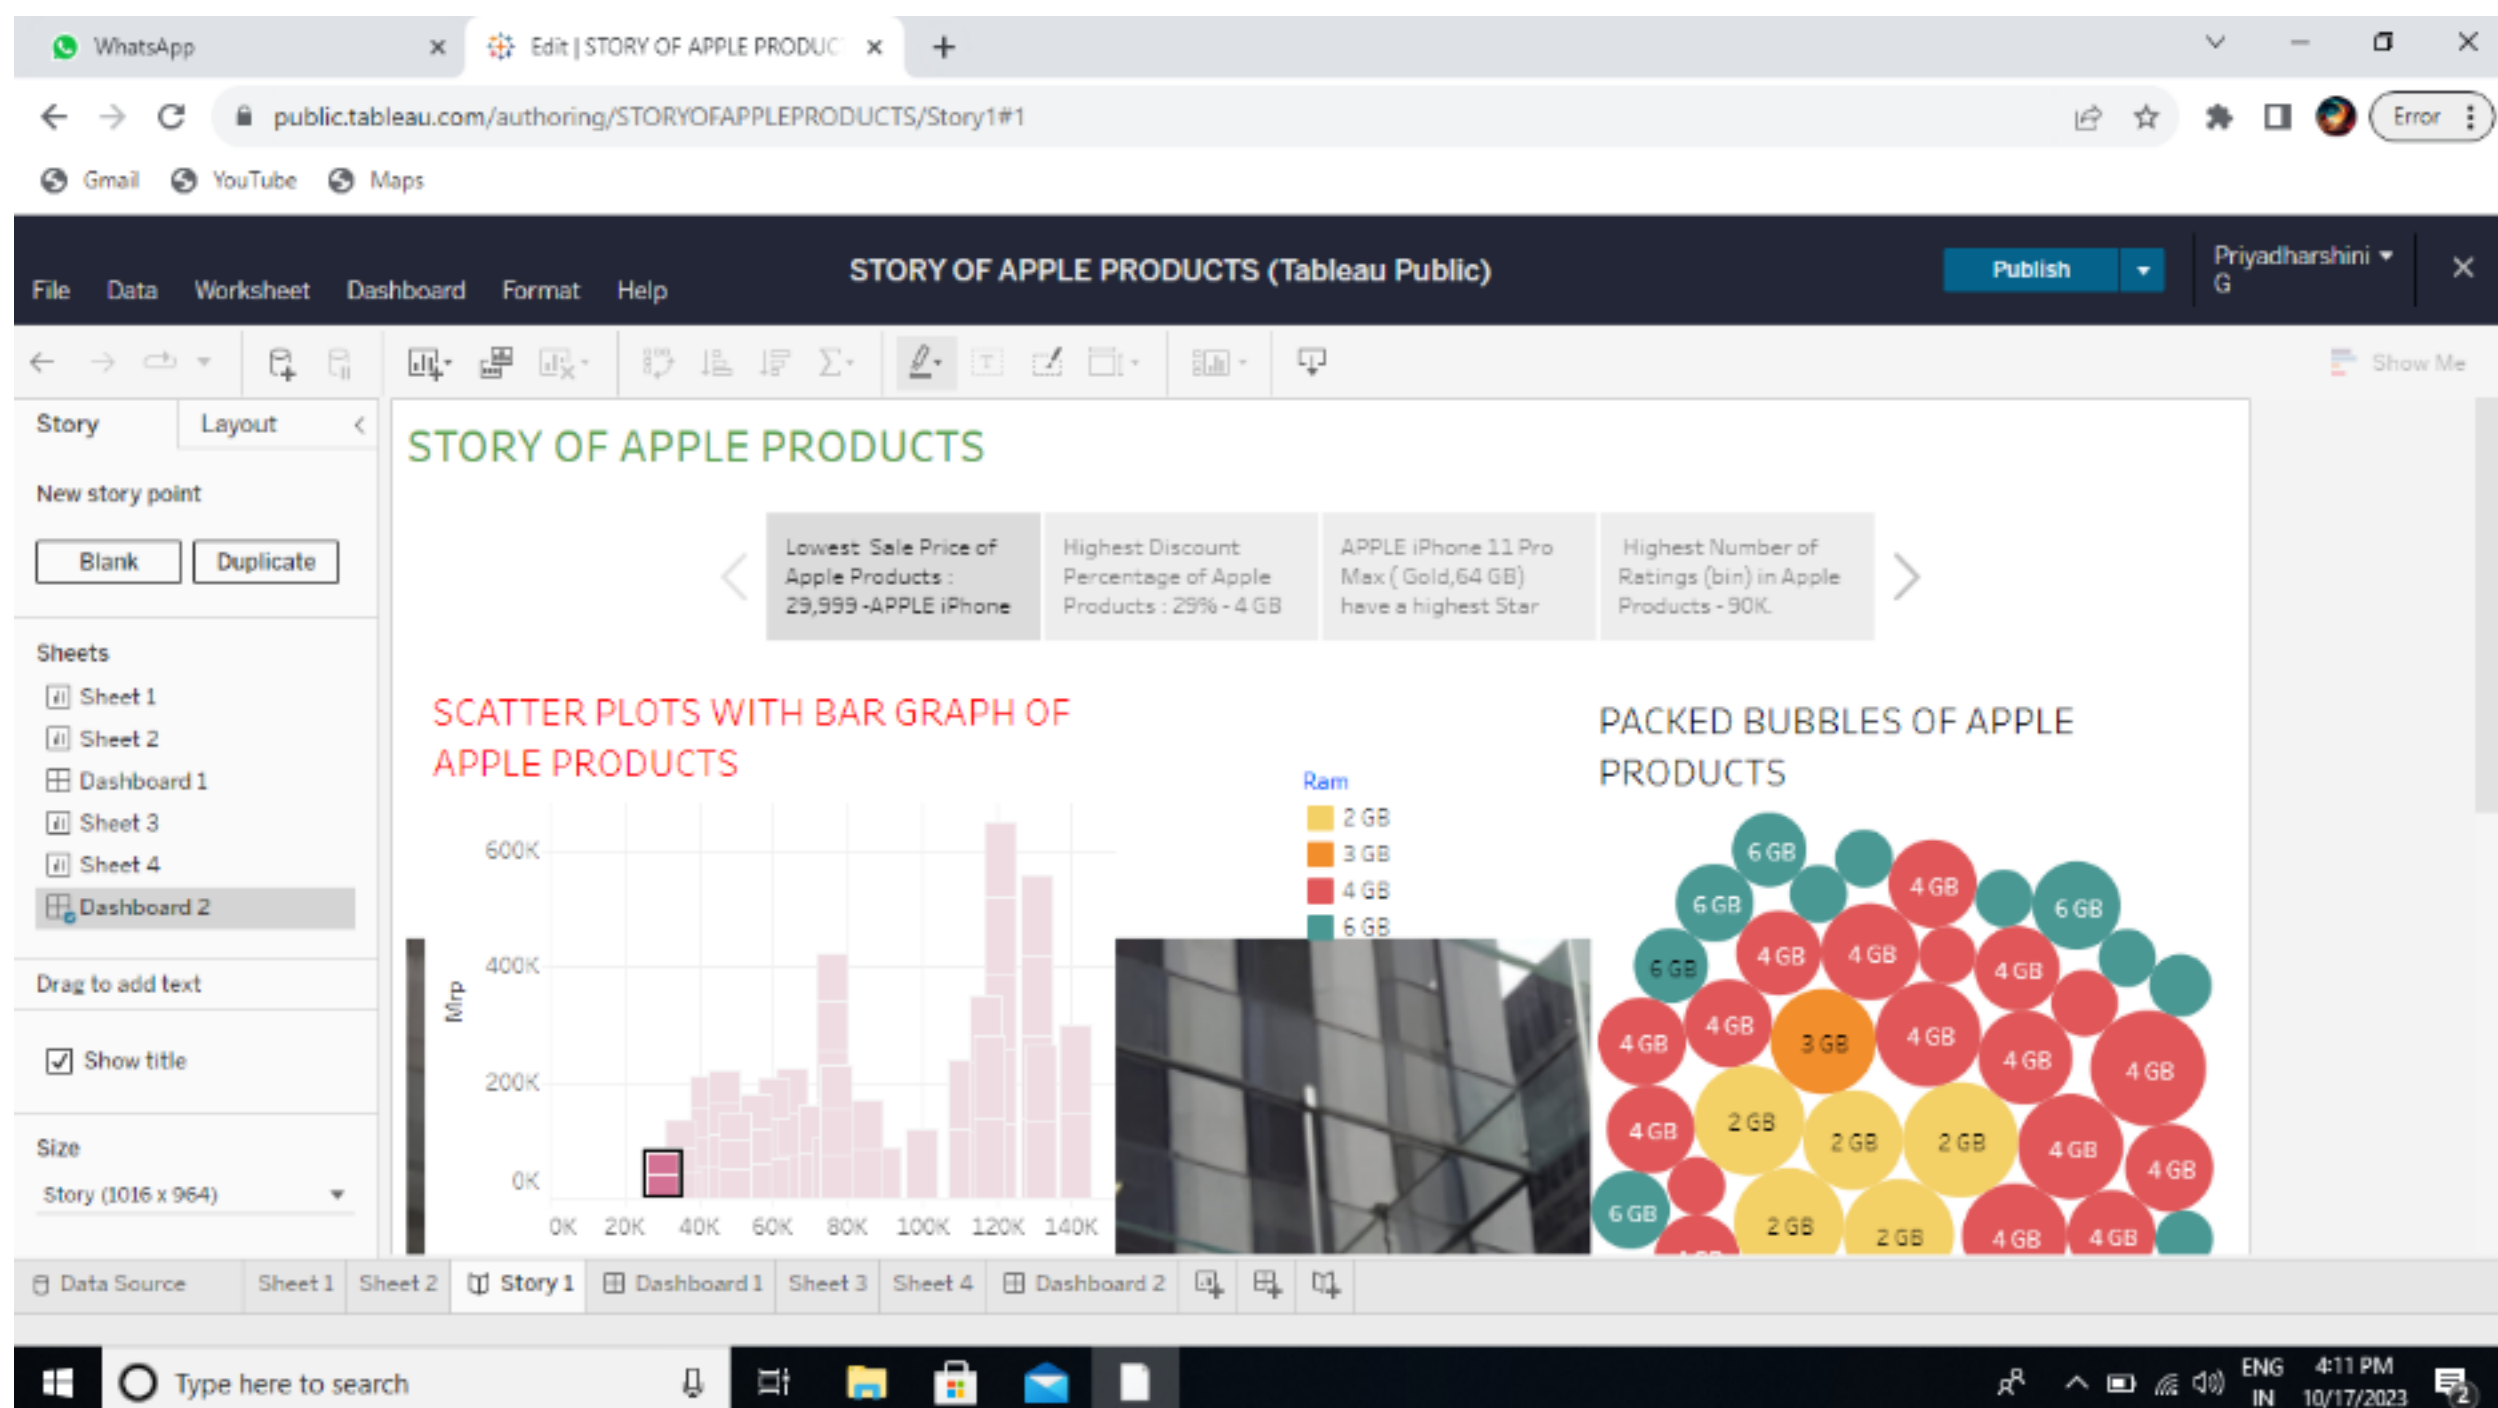 WhatsApp
Edit | STORY OF APPLE PRODUC
public.tableau.com/authoring/STORYOFAPPLEPRODUCTS/Story1#1
Error
Gmail
YouTube
Maps
File Data Worksheet Dashboard Format Help
STORY OF APPLE PRODUCTS (Tableau Public)
Publish
Priyadharshini
G
Show Me
Story
Layout
New story point
Blank
Duplicate
Sheets
Sheet 1
Sheet 2
Dashboard 1
Sheet 3
Sheet 4
Dashboard 2
Drag to add text
Show title
Size
Story (1016 x 964)
STORY OF APPLE PRODUCTS
Lowest Sale Price of
Apple Products :
29,999 -APPLE iPhone
Highest Discount
Percentage of Apple
Products : 29% - 4 GB
APPLE iPhone 11 Pro
Max ( Gold,64 GB)
have a highest Star
Highest Number of
Ratings (bin) in Apple
Products - 90K.
SCATTER PLOTS WITH BAR GRAPH OF
APPLE PRODUCTS
Mrp
600K
400K
200K
0K
0K 20K 40K 60K 80K 100K 120K 140K
Ram
2 GB
3 GB
4 GB
6 GB
PACKED BUBBLES OF APPLE
PRODUCTS
6 GB
4 GB
6 GB
6 GB
4 GB
4 GB
6 GB
4 GB
4 GB
4 GB
3 GB
4 GB
4 GB
4 GB
4 GB
2 GB
2 GB
2 GB
4 GB
4 GB
6 GB
2 GB
2 GB
4 GB
4 GB
Data Source
Sheet 1
Sheet 2
Story 1
Dashboard 1
Sheet 3
Sheet 4
Dashboard 2
Type here to search
ENG
IN
4:11 PM
10/17/2023
2